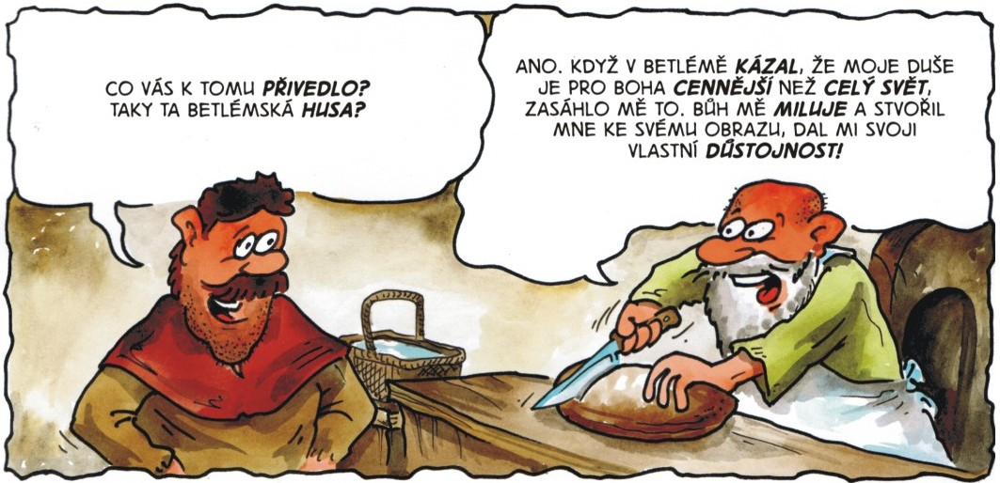 CO VÁS K TOMU PŘIVEDLO?
TAKY TA BETLÉMSKÁ HUSA?
ANO. KDYŽ V BETLÉMĚ KÁZAL, ŽE MOJE DUŠE
JE PRO BOHA CENNĚJŠÍ NEŽ CELÝ SVĚT,
ZASÁHLO MĚ TO. BŮH MĚ MILUJE A STVOŘIL
MNE KE SVÉMU OBRAZU, DAL MI SVOJI
VLASTNÍ DŮSTOJNOST!